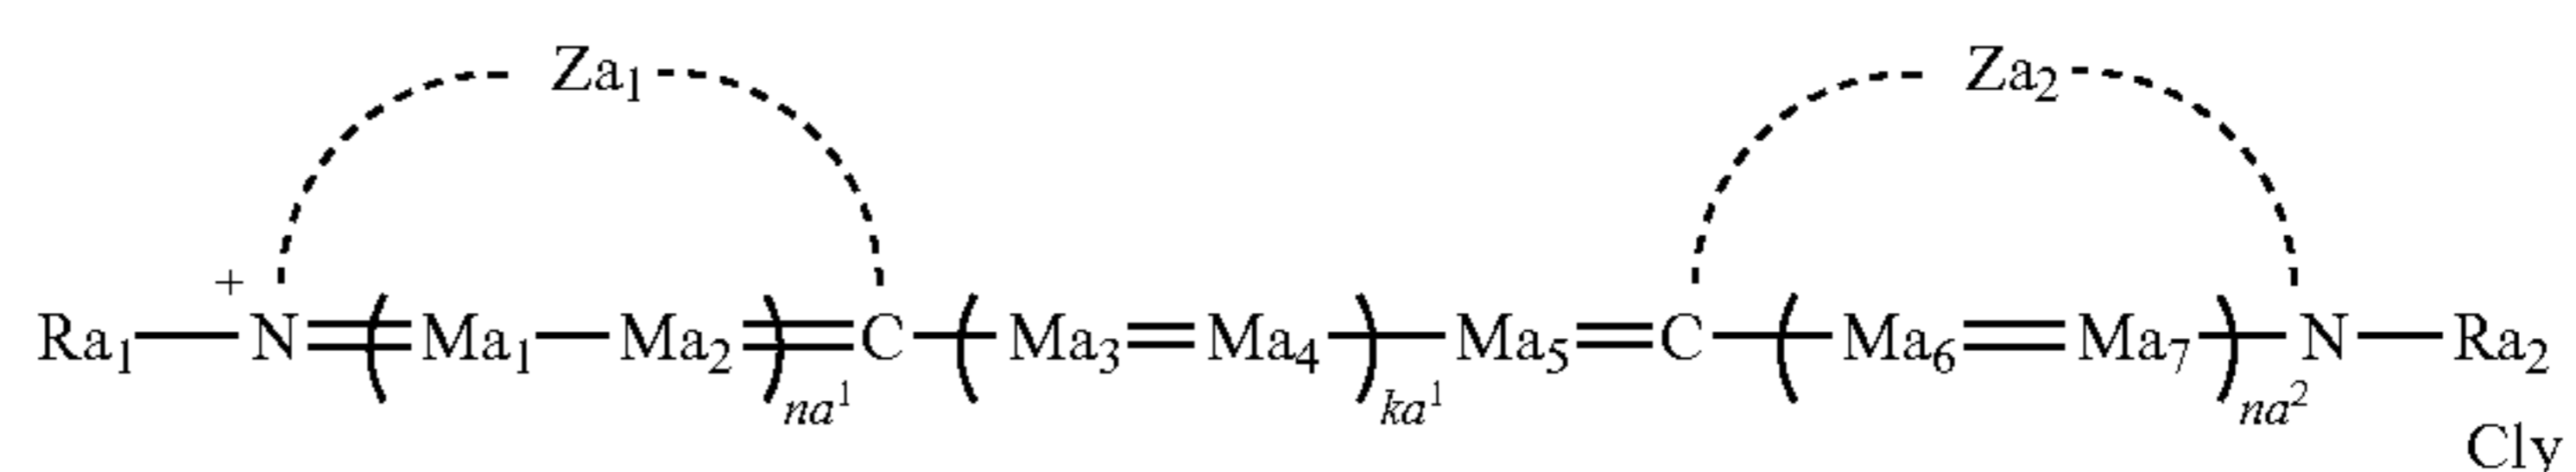 Za1 Za2
Ra1—N+=(Ma1—Ma2)na1=C—(Ma3=Ma4)ka1—Ma5=C—(Ma6=Ma7)na2—N—Ra2
Cly